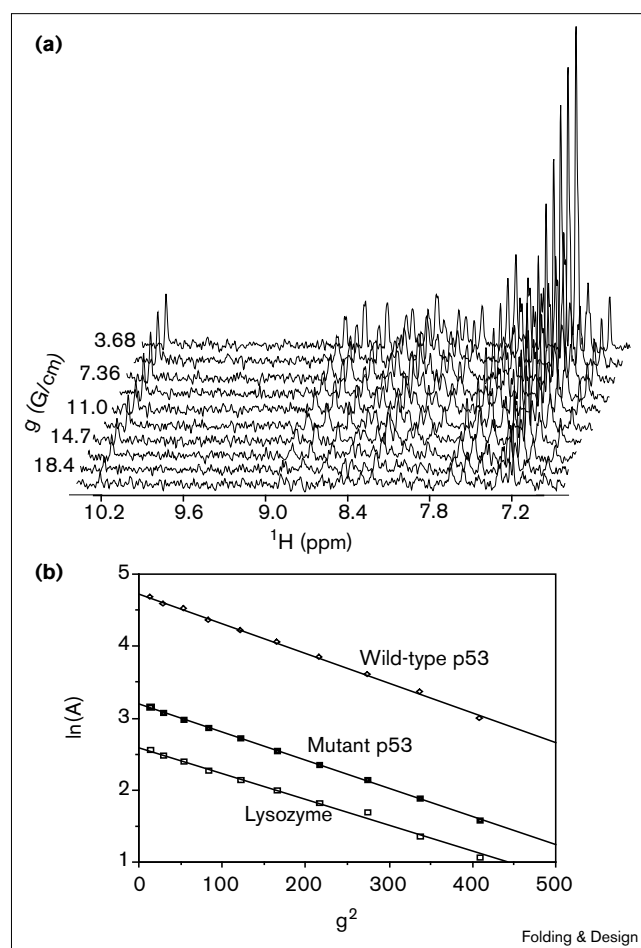 (a)
3.68
7.36
11.0
14.7
18.4
g (G/cm)
10.2 9.6 9.0 8.4 7.8 7.2
¹H (ppm)
(b)
5
4
3
2
1
ln(A)
Wild-type p53
Mutant p53
Lysozyme
0 100 200 300 400 500
g²
Folding & Design